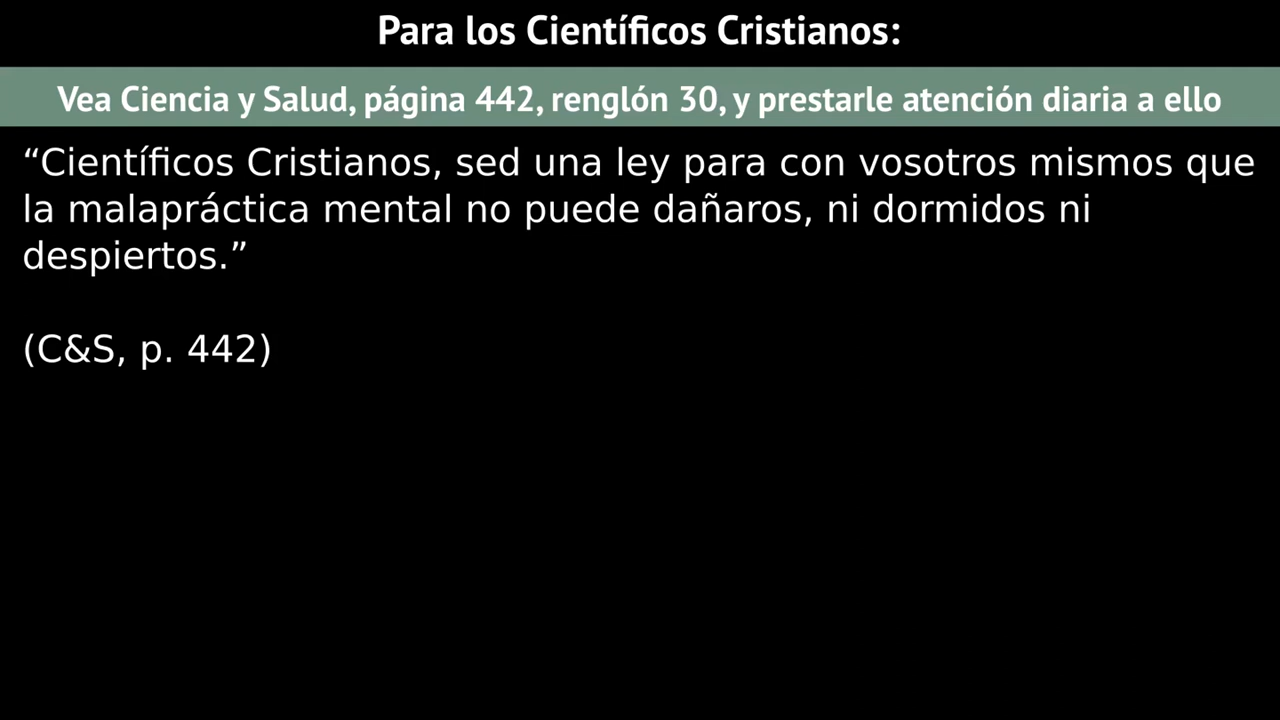 Para los Científicos Cristianos:
Vea Ciencia y Salud, página 442, renglón 30, y prestarle atención diaria a ello
“Científicos Cristianos, sed una ley para con vosotros mismos que
la malapráctica mental no puede dañaros, ni dormidos ni
despiertos.”
(C&S, p. 442)